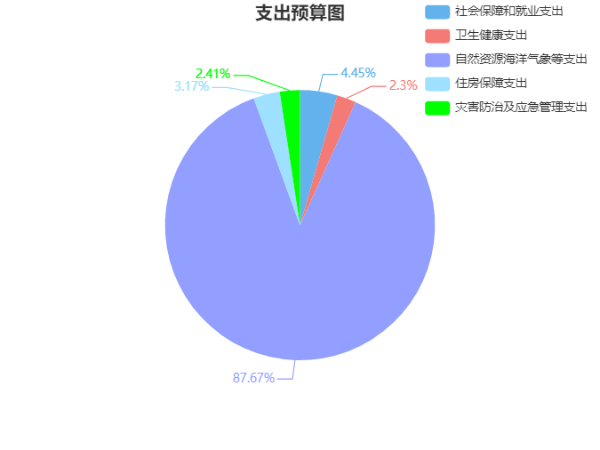 支出预算图
社会保障和就业支出
卫生健康支出
自然资源海洋气象等支出
住房保障支出
灾害防治及应急管理支出
2.41%
4.45%
3.17%
2.3%
87.67%